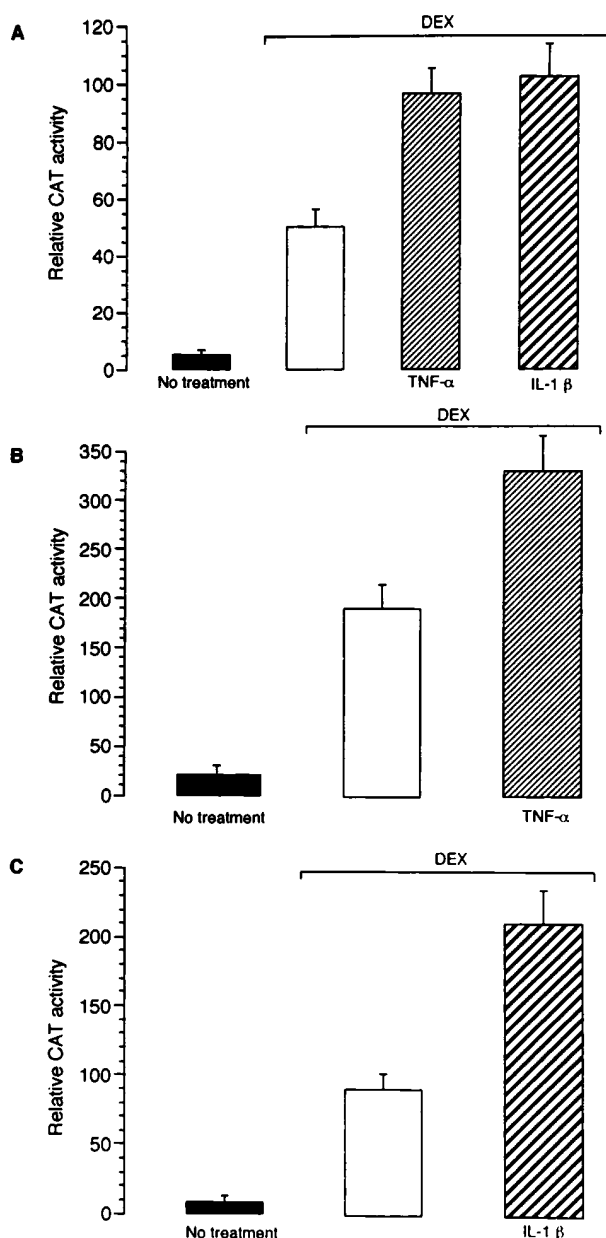 A
DEX
Relative CAT activity
120
100
80
60
40
20
0
No treatment
TNF-α
IL-1 β
B
DEX
Relative CAT activity
350
300
250
200
150
100
50
0
No treatment
TNF-α
C
DEX
Relative CAT activity
250
200
150
100
50
0
No treatment
IL-1 β